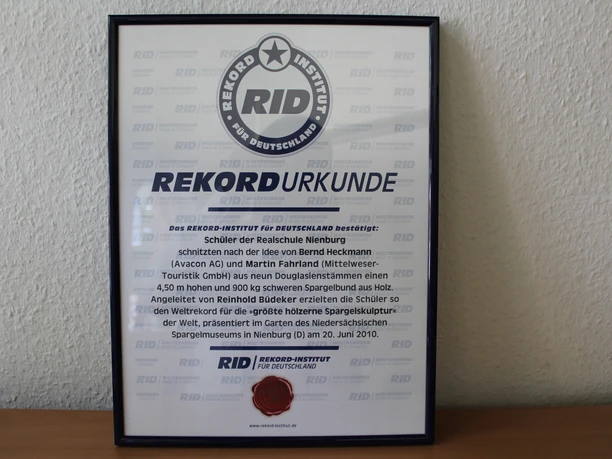 REKORD INSTITUT
RID
• FÜR DEUTSCHLAND •
REKORDURKUNDE
Das REKORD-INSTITUT für DEUTSCHLAND bestätigt:
Schüler der Realschule Nienburg
schnitzten nach der Idee von Bernd Heckmann
(Avacon AG) und Martin Fahrland (Mittelweser-
Touristik GmbH) aus neun Douglasienstämmen einen
4,50 m hohen und 900 kg schweren Spargelbund aus Holz.
Angeleitet von Reinhold Büdeker erzielten die Schüler so
den Weltrekord für die »größte hölzerne Spargelskulptur«
der Welt, präsentiert im Garten des Niedersächsischen
Spargelmuseums in Nienburg (D) am 20. Juni 2010.
RID REKORD-INSTITUT
FÜR DEUTSCHLAND
www.rekord-institut.de